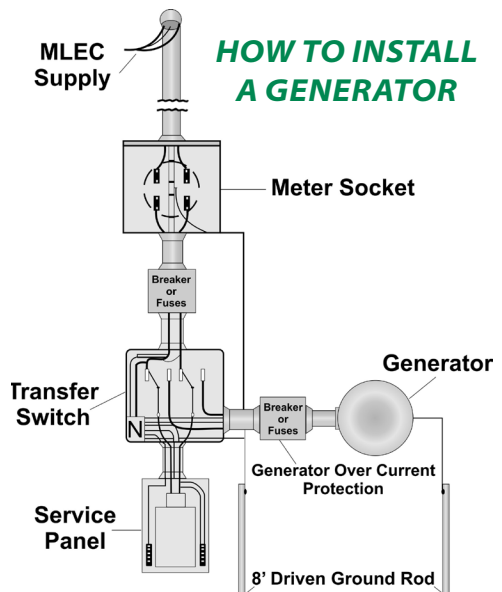 HOW TO INSTALL
A GENERATOR
MLEC
Supply
Meter Socket
Breaker
or
Fuses
Transfer
Switch
N
Generator
Breaker
or
Fuses
Generator Over Current
Protection
Service
Panel
8' Driven Ground Rod